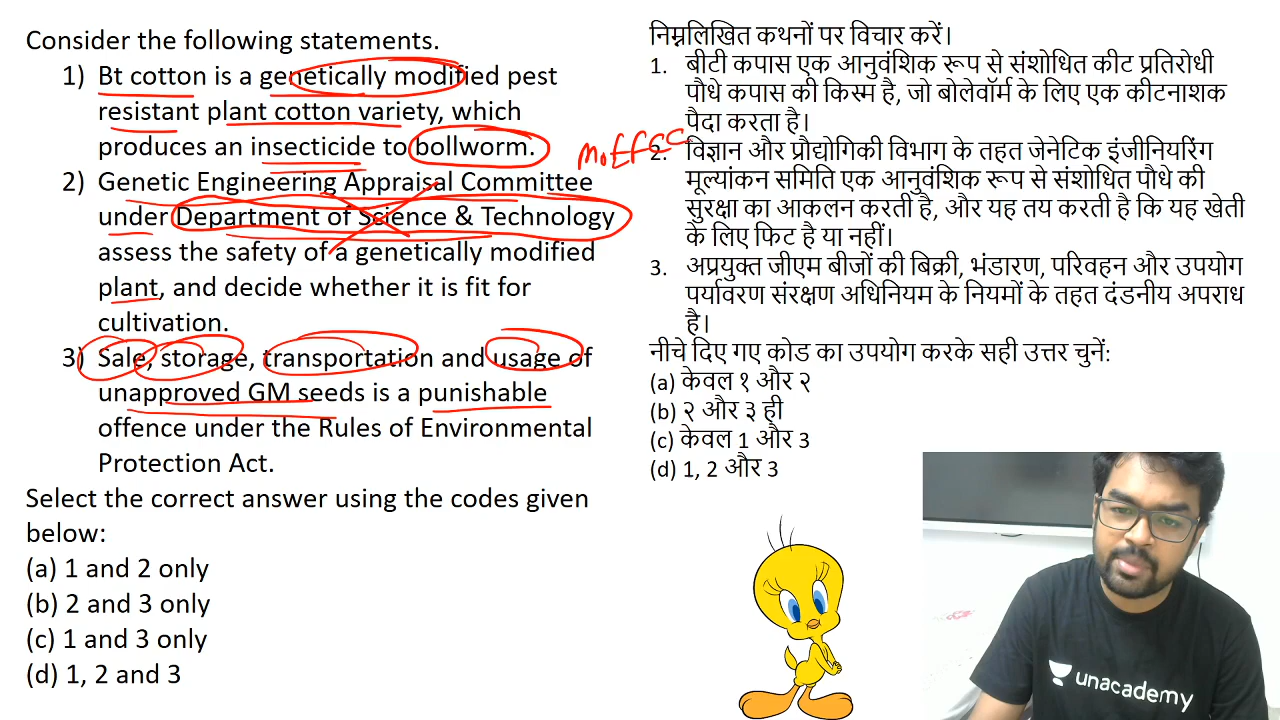 Consider the following statements.
1) Bt cotton is a genetically modified pest
resistant plant cotton variety, which
produces an insecticide to bollworm.
2) Genetic Engineering Appraisal Committee
under Department of Science & Technology
assess the safety of a genetically modified
plant, and decide whether it is fit for
cultivation.
3) Sale, storage, transportation and usage of
unapproved GM seeds is a punishable
offence under the Rules of Environmental
Protection Act.
Select the correct answer using the codes given
below:
(a) 1 and 2 only
(b) 2 and 3 only
(c) 1 and 3 only
(d) 1, 2 and 3
MoEFCC
निम्नलिखित कथनों पर विचार करें।
1. बीटी कपास एक आनुवंशिक रूप से संशोधित कीट प्रतिरोधी
पौधे कपास की किस्म है, जो बोलेवॉर्म के लिए एक कीटनाशक
पैदा करता है।
2. विज्ञान और प्रौद्योगिकी विभाग के तहत जेनेटिक इंजीनियरिंग
मूल्यांकन समिति एक आनुवंशिक रूप से संशोधित पौधे की
सुरक्षा का आकलन करती है, और यह तय करती है कि यह खेती
के लिए फिट है या नहीं।
3. अप्रयुक्त जीएम बीजों की बिक्री, भंडारण, परिवहन और उपयोग
पर्यावरण संरक्षण अधिनियम के नियमों के तहत दंडनीय अपराध
है।
नीचे दिए गए कोड का उपयोग करके सही उत्तर चुनें:
(a) केवल १ और २
(b) २ और ३ ही
(c) केवल 1 और 3
(d) 1, 2 और 3
unacademy